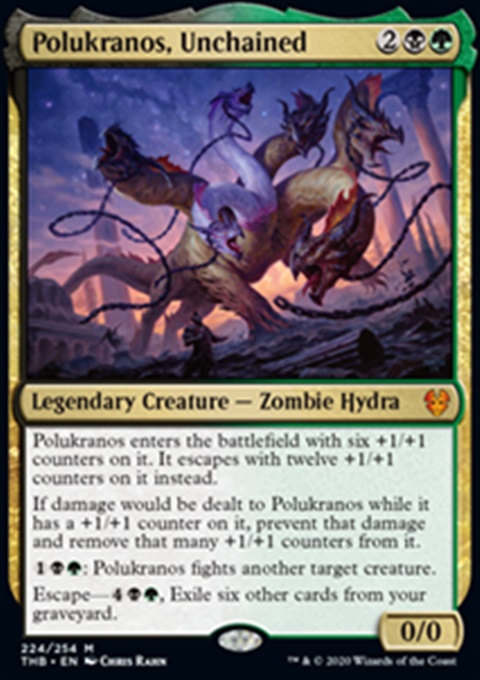 Polukranos, Unchained 2
Legendary Creature — Zombie Hydra
Polukranos enters the battlefield with six +1/+1
counters on it. It escapes with twelve +1/+1
counters on it instead.
If damage would be dealt to Polukranos while it
has a +1/+1 counter on it, prevent that damage
and remove that many +1/+1 counters from it.
1: Polukranos fights another target creature.
Escape—4, Exile six other cards from your
graveyard.
0/0
224/254 M
THB • EN Chris Rahn
™ & © 2020 Wizards of the Coast